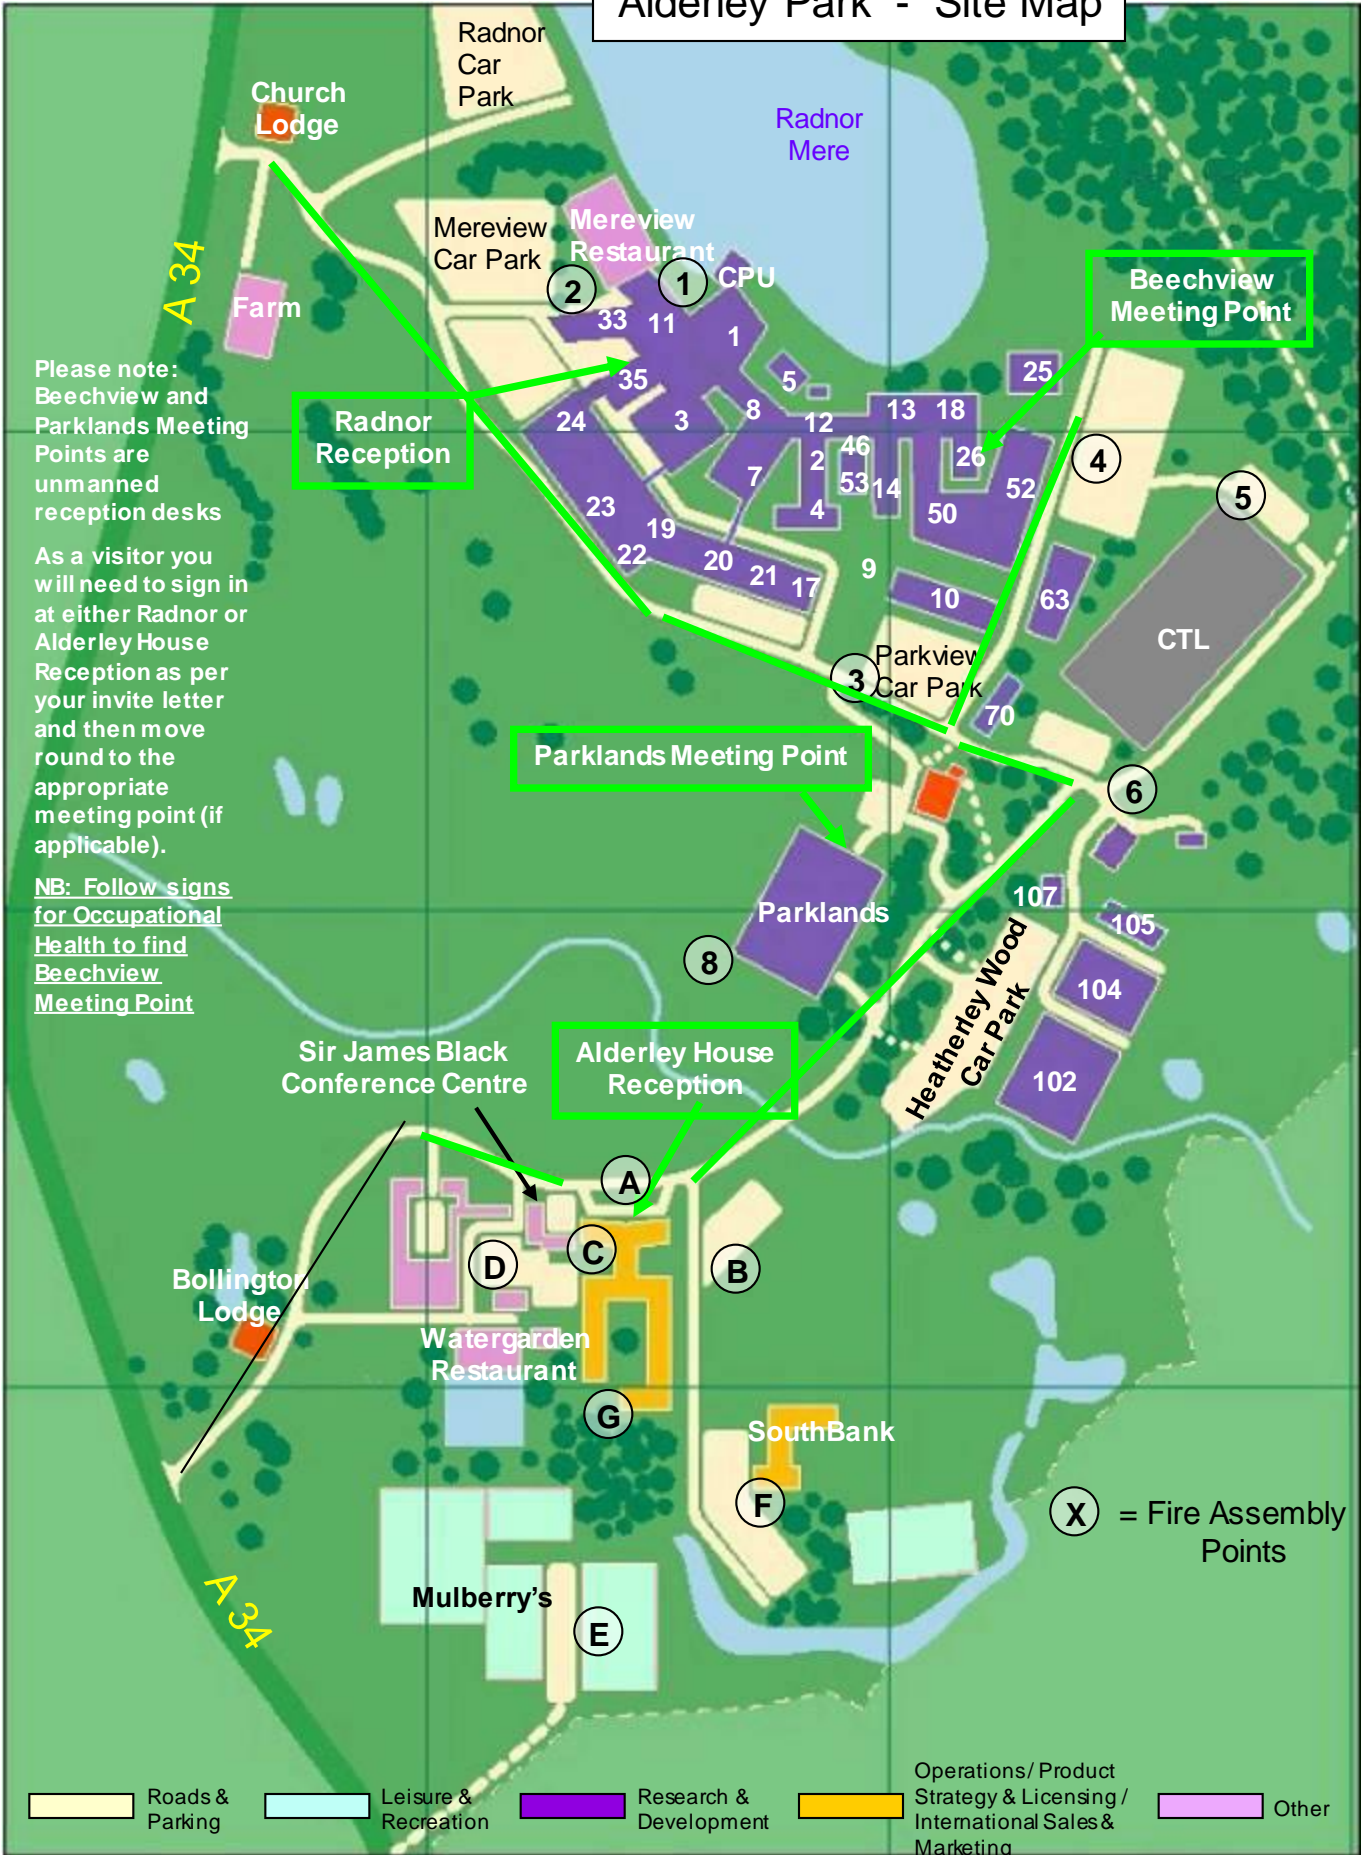 Alderley Park - Site Map
Radnor
Car
Park
Church
Lodge
Radnor
Mere
A 34
Mereview
Car Park
Mereview
Restaurant
CPU
2
1
Farm
33
11
1
Beechview
Meeting Point
Please note:
Beechview and
Parklands Meeting
Points are
unmanned
reception desks
As a visitor you
will need to sign in
at either Radnor or
Alderley House
Reception as per
your invite letter
and then move
round to the
appropriate
meeting point (if
applicable).
NB: Follow signs
for Occupational
Health to find
Beechview
Meeting Point
Radnor
Reception
35
5
25
24
3
8
12
13
18
46
2
26
4
7
53
14
52
5
23
4
50
19
22
20
21
17
9
10
63
CTL
3
Parkview
Car Park
70
Parklands Meeting Point
6
107
Parklands
105
8
104
Heatherley Wood
Car Park
102
Sir James Black
Conference Centre
Alderley House
Reception
A
C
D
B
Bollington
Lodge
Watergarden
Restaurant
G
SouthBank
F
X
= Fire Assembly
Points
Mulberry's
E
A 34
Roads &
Parking
Leisure &
Recreation
Research &
Development
Operations/ Product
Strategy & Licensing /
International Sales &
Marketing
Other